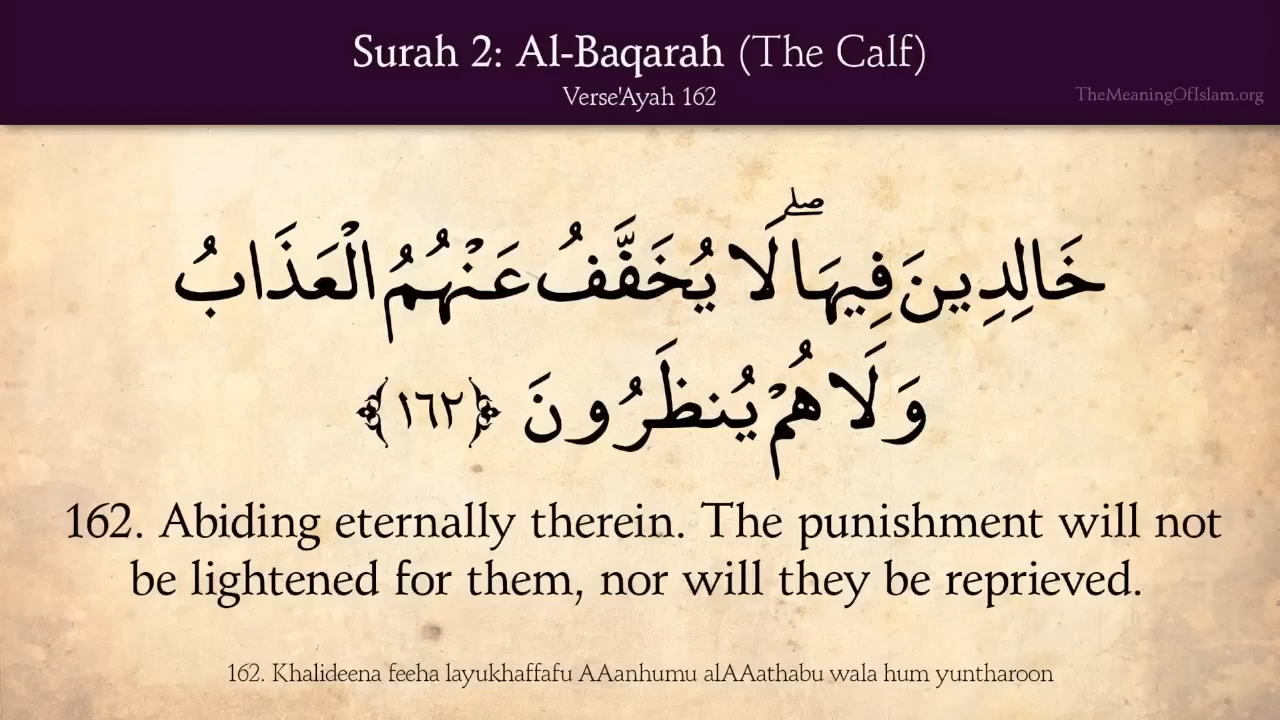 Surah 2: Al-Baqarah (The Calf)
Verse'Ayah 162
TheMeaningOfIslam.org
خَالِدِينَ فِيهَا ۖ لَا يُخَفَّفُ عَنْهُمُ الْعَذَابُ
وَلَا هُمْ يُنظَرُونَ ﴿١٦٢﴾
162. Abiding eternally therein. The punishment will not
be lightened for them, nor will they be reprieved.
162. Khalideena feeha layukhaffafu AAanhumu alAAathabu wala hum yuntharoon